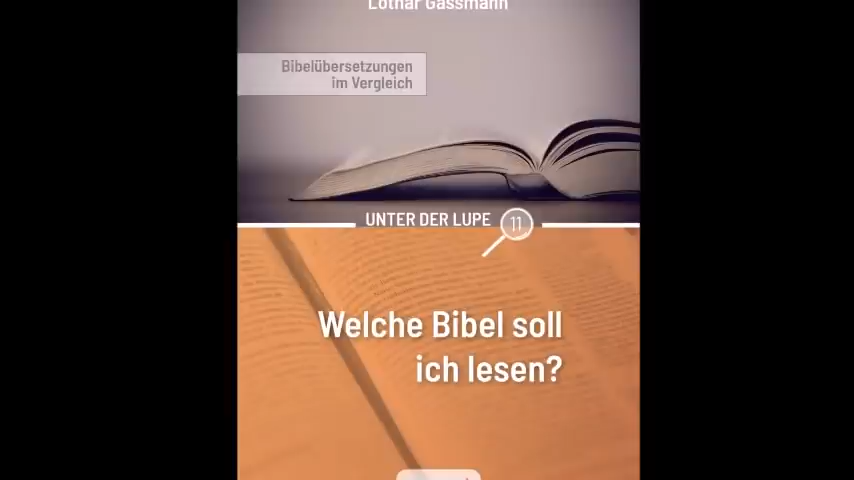 Lothar Gassmann
Bibelübersetzungen
im Vergleich
UNTER DER LUPE 11
Welche Bibel soll
ich lesen?